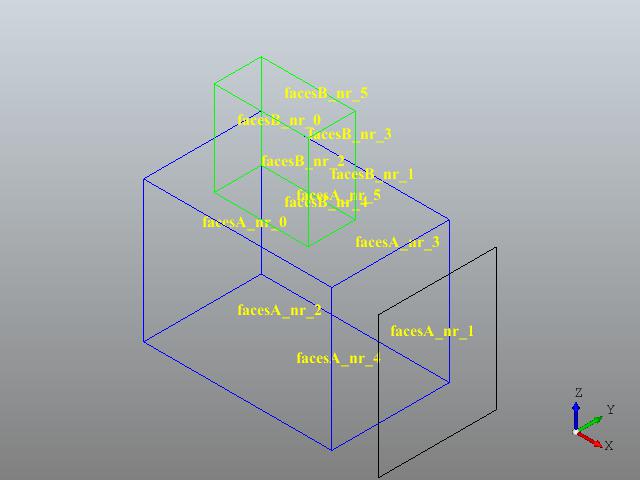 facesB_nr_5
facesB_nr_0
facesB_nr_3
facesB_nr_2
facesB_nr_1
facesA_nr_5
facesB_nr_4
facesA_nr_0
facesA_nr_3
facesA_nr_2
facesA_nr_1
facesA_nr_4
Z
Y
X